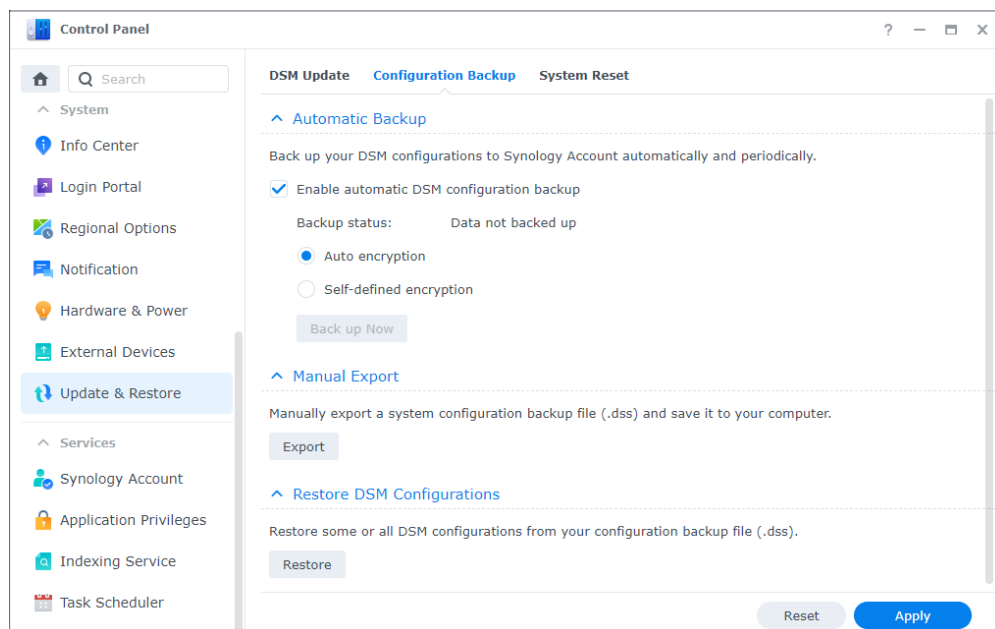 Control Panel
?
Search
System
Info Center
Login Portal
Regional Options
Notification
Hardware & Power
External Devices
Update & Restore
Services
Synology Account
Application Privileges
Indexing Service
Task Scheduler
DSM Update Configuration Backup System Reset
Automatic Backup
Back up your DSM configurations to Synology Account automatically and periodically.
Enable automatic DSM configuration backup
Backup status: Data not backed up
Auto encryption
Self-defined encryption
Back up Now
Manual Export
Manually export a system configuration backup file (.dss) and save it to your computer.
Export
Restore DSM Configurations
Restore some or all DSM configurations from your configuration backup file (.dss).
Restore
Reset Apply